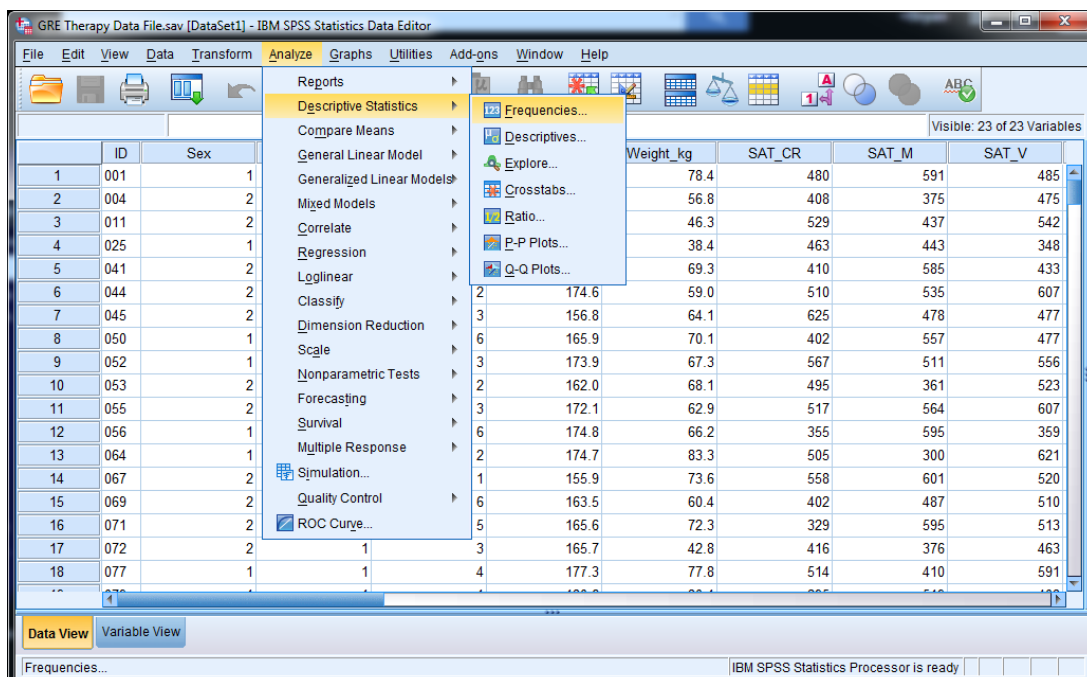 GRE Therapy Data File.sav [DataSet1] - IBM SPSS Statistics Data Editor
File Edit View Data Transform Analyze Graphs Utilities Add-ons Window Help
Visible: 23 of 23 Variables
Reports
Descriptive Statistics
Compare Means
General Linear Model
Generalized Linear Models
Mixed Models
Correlate
Regression
Loglinear
Classify
Dimension Reduction
Scale
Nonparametric Tests
Forecasting
Survival
Multiple Response
Simulation...
Quality Control
ROC Curve...
Frequencies...
Descriptives...
Explore...
Crosstabs...
Ratio...
P-P Plots...
Q-Q Plots...
ID Sex Weight_kg SAT_CR SAT_M SAT_V
1 001 1 78.4 480 591 485
2 004 2 56.8 408 375 475
3 011 2 46.3 529 437 542
4 025 1 38.4 463 443 348
5 041 2 69.3 410 585 433
6 044 2 2 174.6 59.0 510 535 607
7 045 2 3 156.8 64.1 625 478 477
8 050 1 6 165.9 70.1 402 557 477
9 052 1 3 173.9 67.3 567 511 556
10 053 2 2 162.0 68.1 495 361 523
11 055 2 3 172.1 62.9 517 564 607
12 056 1 6 174.8 66.2 355 595 359
13 064 1 2 174.7 83.3 505 300 621
14 067 2 1 155.9 73.6 558 601 520
15 069 2 6 163.5 60.4 402 487 510
16 071 2 5 165.6 72.3 329 595 513
17 072 2 1 3 165.7 42.8 416 376 463
18 077 1 1 4 177.3 77.8 514 410 591
Data View Variable View
Frequencies... IBM SPSS Statistics Processor is ready